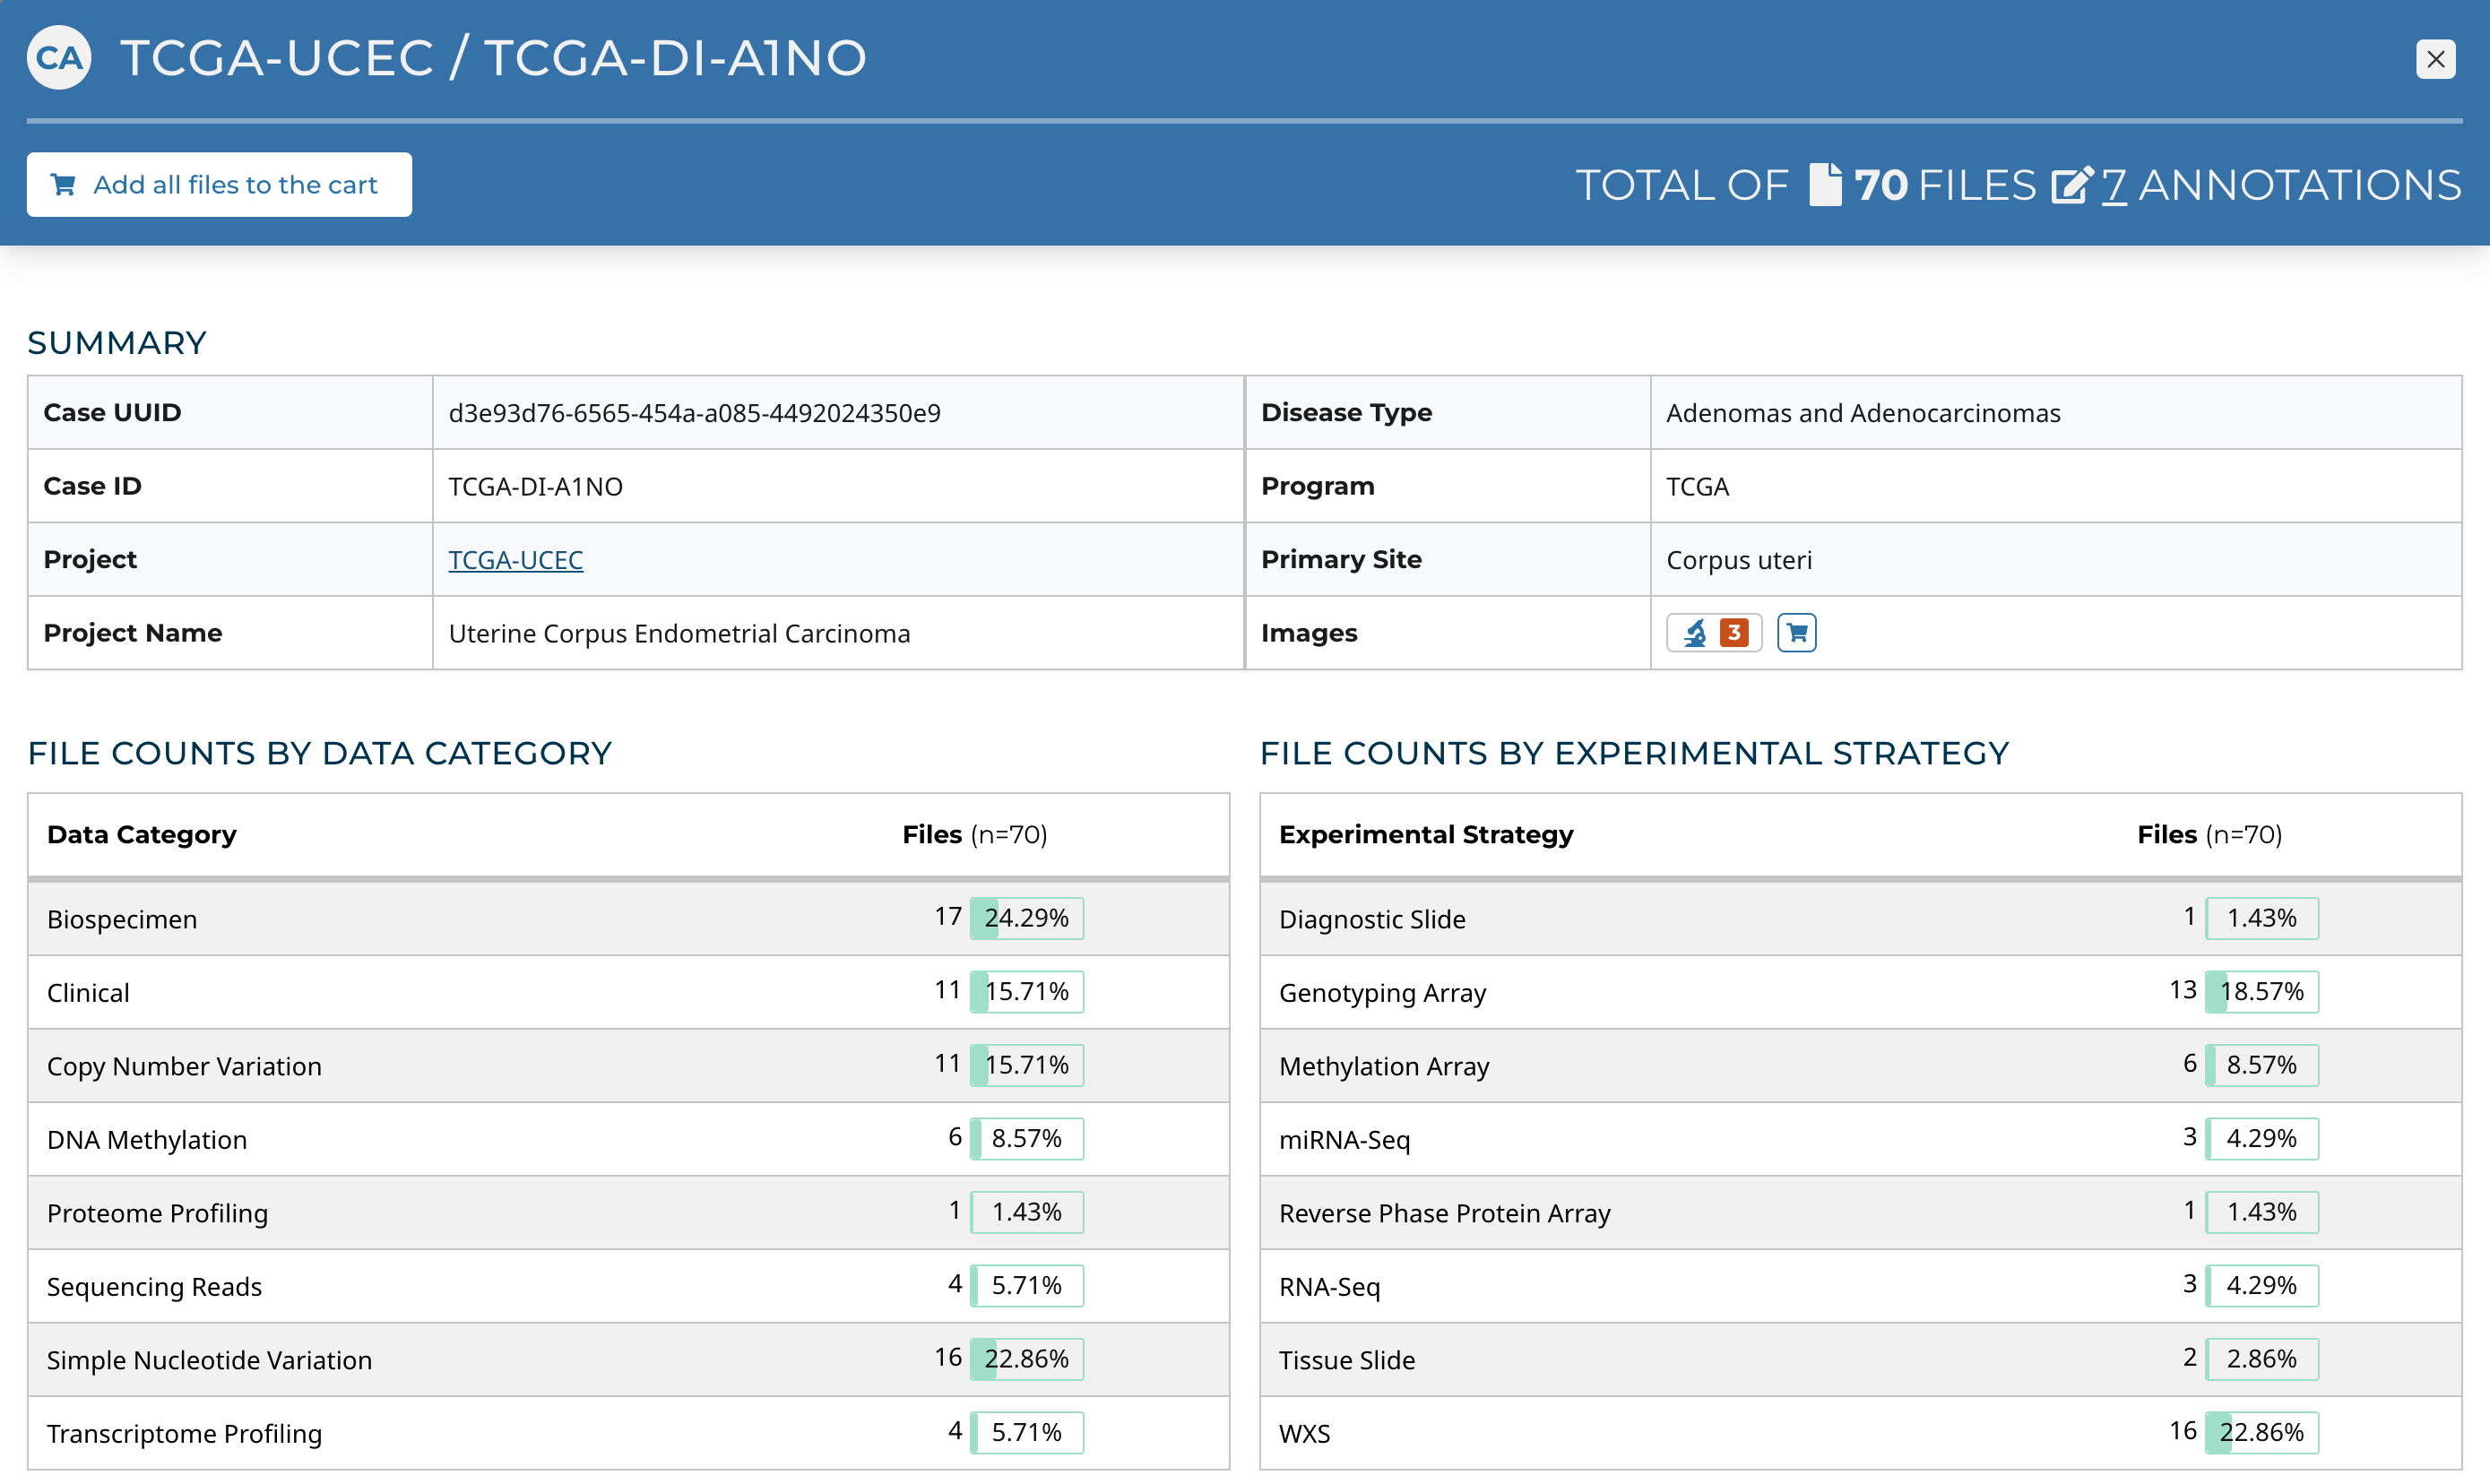 CA TCGA-UCEC / TCGA-DI-A1NO
Add all files to the cart
TOTAL OF 70 FILES 7 ANNOTATIONS
SUMMARY
Case UUID d3e93d76-6565-454a-a085-4492024350e9 Disease Type Adenomas and Adenocarcinomas
Case ID TCGA-DI-A1NO Program TCGA
Project TCGA-UCEC Primary Site Corpus uteri
Project Name Uterine Corpus Endometrial Carcinoma Images 3
FILE COUNTS BY DATA CATEGORY
Data Category Files (n=70)
Biospecimen 17 24.29%
Clinical 11 15.71%
Copy Number Variation 11 15.71%
DNA Methylation 6 8.57%
Proteome Profiling 1 1.43%
Sequencing Reads 4 5.71%
Simple Nucleotide Variation 16 22.86%
Transcriptome Profiling 4 5.71%
FILE COUNTS BY EXPERIMENTAL STRATEGY
Experimental Strategy Files (n=70)
Diagnostic Slide 1 1.43%
Genotyping Array 13 18.57%
Methylation Array 6 8.57%
miRNA-Seq 3 4.29%
Reverse Phase Protein Array 1 1.43%
RNA-Seq 3 4.29%
Tissue Slide 2 2.86%
WXS 16 22.86%